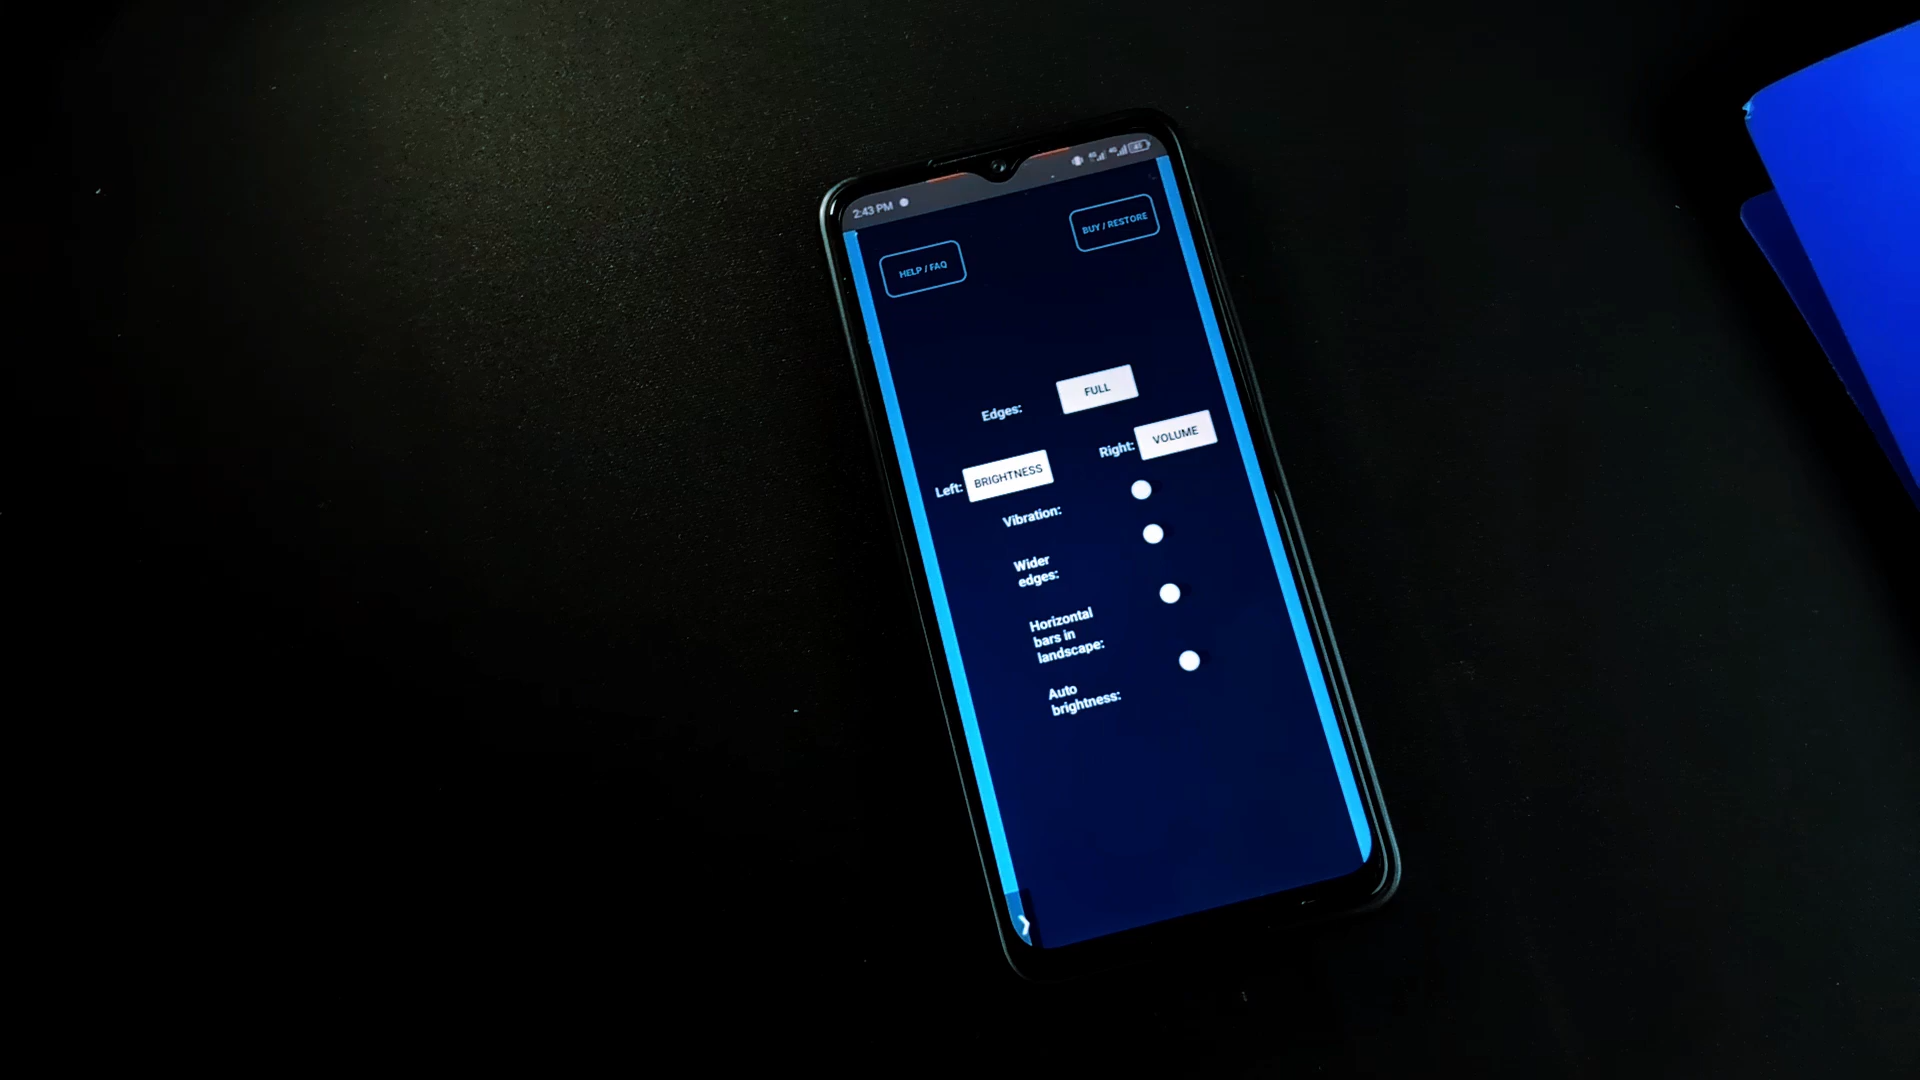 2:43 PM
HELP / FAQ
BUY / RESTORE
Edges:
FULL
Left:
BRIGHTNESS
Right:
VOLUME
Vibration:
Wider
edges:
Horizontal
bars in
landscape:
Auto
brightness: